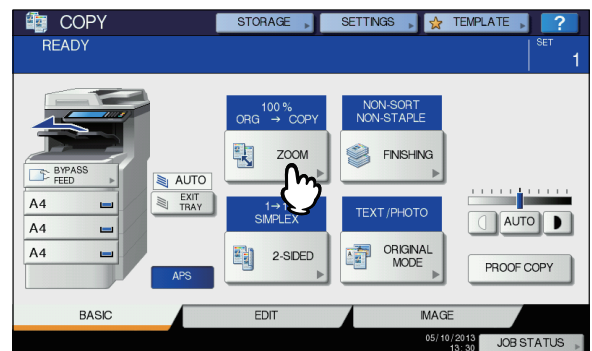 COPY
STORAGE
SETTINGS
TEMPLATE
?
READY
SET
1
100 %
ORG → COPY
NON-SORT
NON-STAPLE
ZOOM
FINISHING
BYPASS
FEED
AUTO
EXIT
TRAY
A4
A4
A4
SIMPLEX
TEXT/PHOTO
AUTO
2-SIDED
ORIGINAL
MODE
PROOF COPY
APS
BASIC
EDIT
IMAGE
05/10/2013
13:30
JOB STATUS